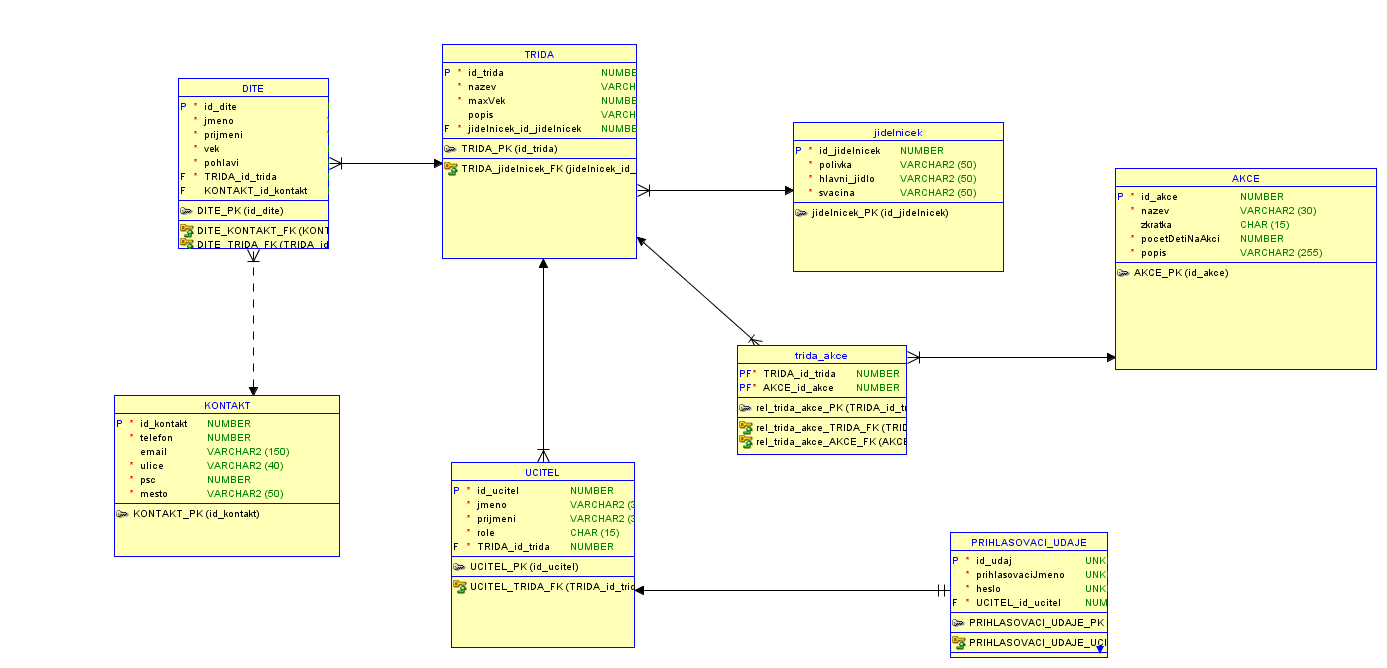 TRIDA
P * id_trida NUMBE
* nazev VARCH
* maxVek NUMBE
popis VARCH
F * jidelnicek_id_jidelnicek NUMBE
TRIDA_PK (id_trida)
TRIDA_jidelnicek_FK (jidelnicek_id_
DITE
P * id_dite
* jmeno
* prijmeni
* vek
* pohlavi
F * TRIDA_id_trida
F KONTAKT_id_kontakt
DITE_PK (id_dite)
DITE_KONTAKT_FK (KONT
DITE_TRIDA_FK (TRIDA_id
jidelnicek
P * id_jidelnicek NUMBER
* polivka VARCHAR2 (50)
* hlavni_jidlo VARCHAR2 (50)
* svacina VARCHAR2 (50)
jidelnicek_PK (id_jidelnicek)
AKCE
P * id_akce NUMBER
* nazev VARCHAR2 (30)
zkratka CHAR (15)
* pocetDetiNaAkci NUMBER
* popis VARCHAR2 (255)
AKCE_PK (id_akce)
trida_akce
PF* TRIDA_id_trida NUMBER
PF* AKCE_id_akce NUMBER
rel_trida_akce_PK (TRIDA_id_tr
rel_trida_akce_TRIDA_FK (TRID
rel_trida_akce_AKCE_FK (AKCE
KONTAKT
P * id_kontakt NUMBER
* telefon NUMBER
email VARCHAR2 (150)
* ulice VARCHAR2 (40)
* psc NUMBER
* mesto VARCHAR2 (50)
KONTAKT_PK (id_kontakt)
UCITEL
P * id_ucitel NUMBER
* jmeno VARCHAR2 (3
* prijmeni VARCHAR2 (3
* role CHAR (15)
F * TRIDA_id_trida NUMBER
UCITEL_PK (id_ucitel)
UCITEL_TRIDA_FK (TRIDA_id_trid
PRIHLASOVACI_UDAJE
P * id_udaj UNK
* prihlasovaciJmeno UNK
* heslo UNK
F * UCITEL_id_ucitel NUM
PRIHLASOVACI_UDAJE_PK
PRIHLASOVACI_UDAJE_UCI